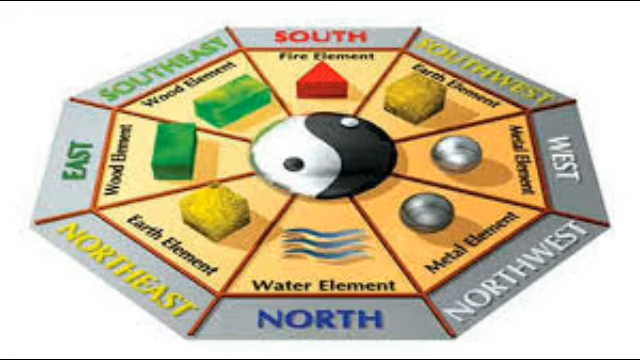 SOUTH
Fire Element
SOUTHWEST
Earth Element
WEST
Metal Element
NORTHWEST
Metal Element
NORTH
Water Element
NORTHEAST
Earth Element
EAST
Wood Element
SOUTHEAST
Wood Element